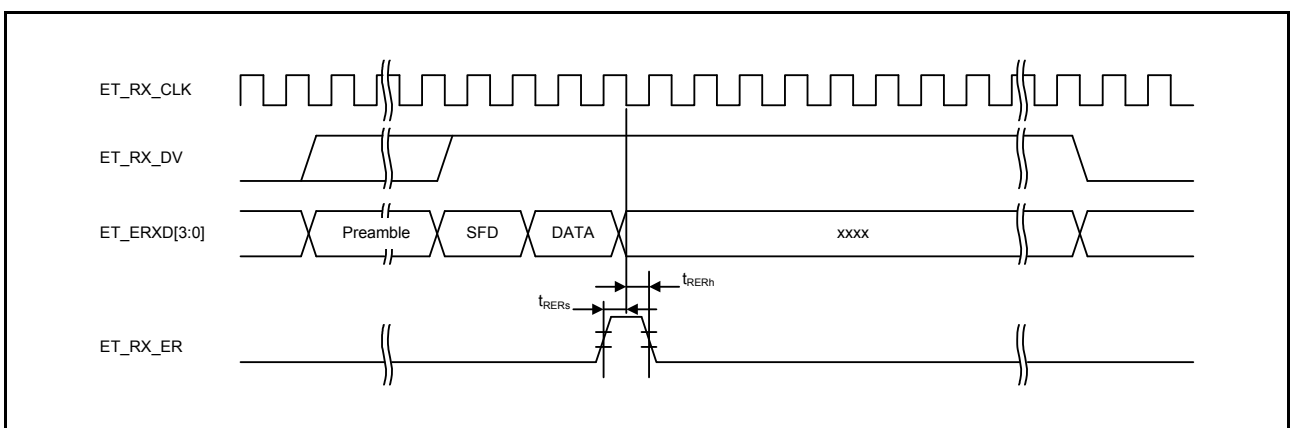 ET_RX_CLK
ET_RX_DV
ET_ERXD[3:0]
Preamble
SFD
DATA
xxxx
tRERh
tRERs
ET_RX_ER